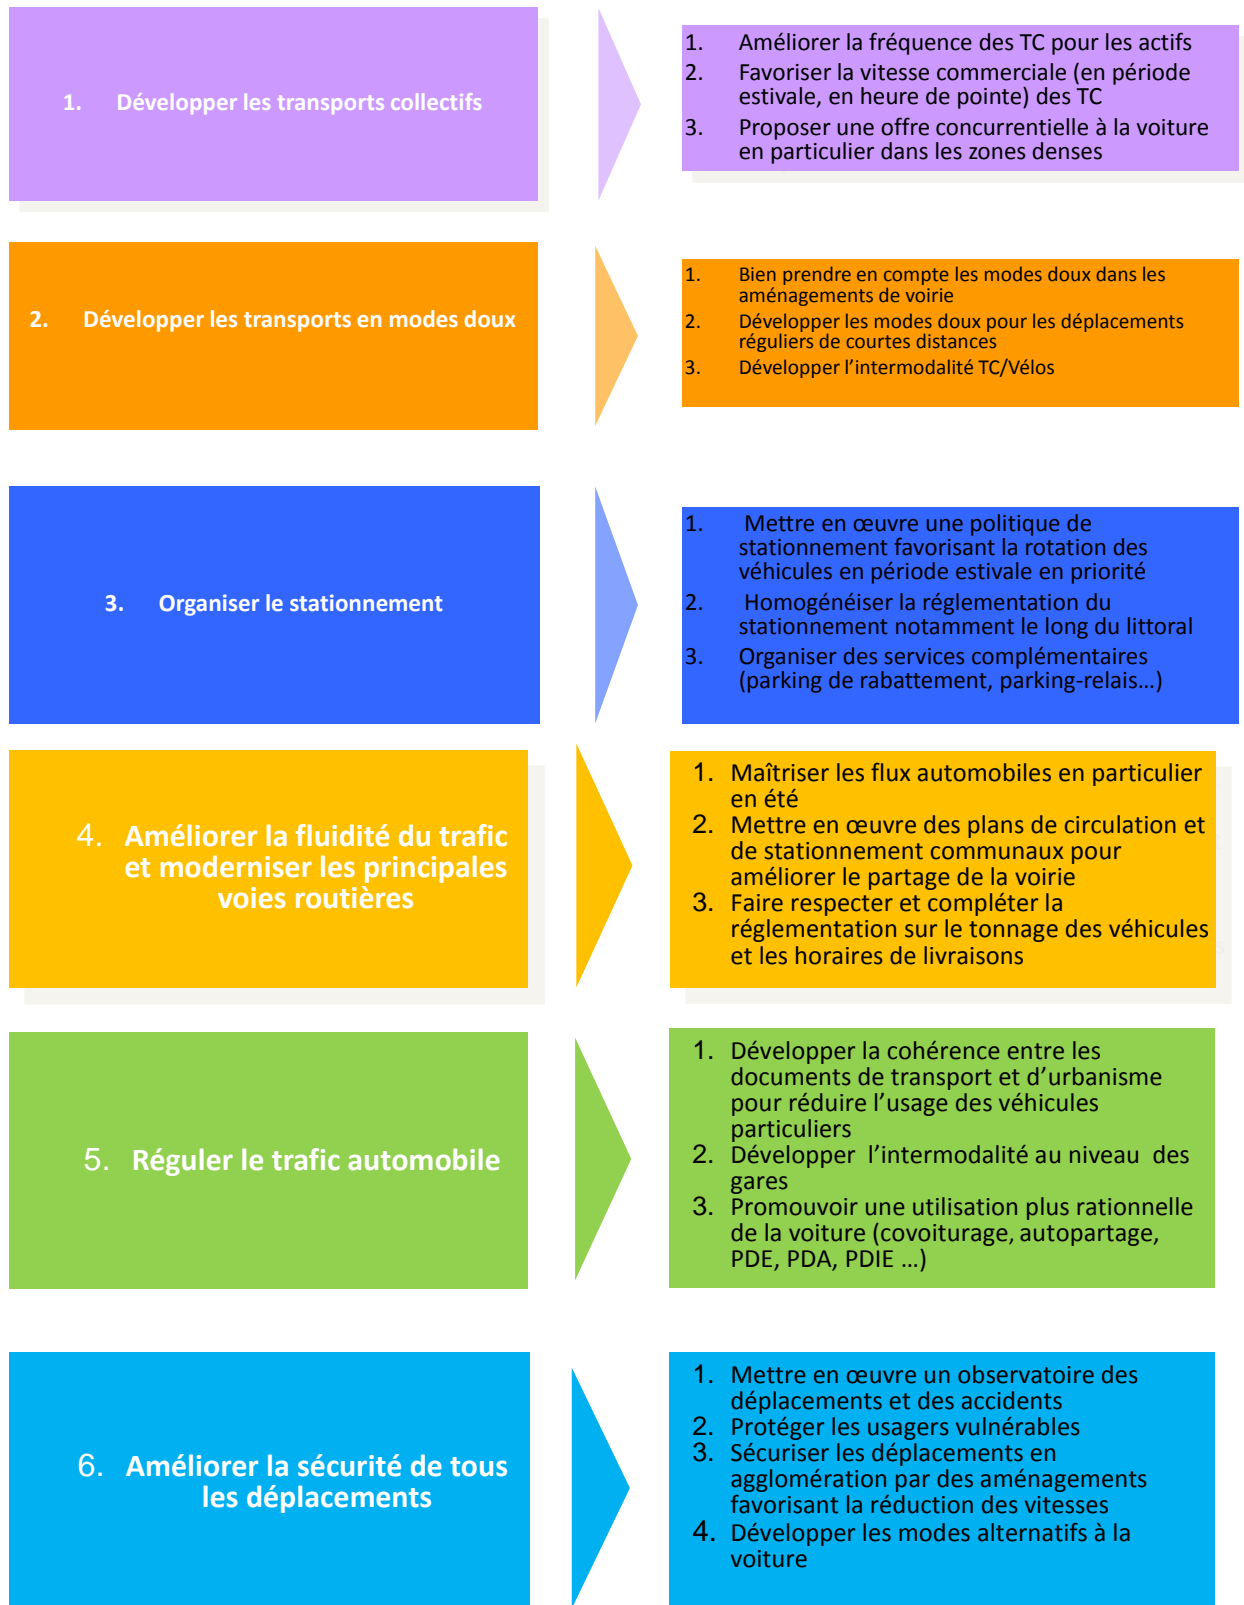 1. Développer les transports collectifs
1. Améliorer la fréquence des TC pour les actifs
2. Favoriser la vitesse commerciale (en période
estivale, en heure de pointe) des TC
3. Proposer une offre concurrentielle à la voiture
en particulier dans les zones denses
2. Développer les transports en modes doux
1. Bien prendre en compte les modes doux dans les
aménagements de voirie
2. Développer les modes doux pour les déplacements
réguliers de courtes distances
3. Développer l’intermodalité TC/Vélos
3. Organiser le stationnement
1. Mettre en œuvre une politique de
stationnement favorisant la rotation des
véhicules en période estivale en priorité
2. Homogénéiser la réglementation du
stationnement notamment le long du littoral
3. Organiser des services complémentaires
(parking de rabattement, parking-relais…)
4. Améliorer la fluidité du trafic
et moderniser les principales
voies routières
1. Maîtriser les flux automobiles en particulier
en été
2. Mettre en œuvre des plans de circulation et
de stationnement communaux pour
améliorer le partage de la voirie
3. Faire respecter et compléter la
réglementation sur le tonnage des véhicules
et les horaires de livraisons
5. Réguler le trafic automobile
1. Développer la cohérence entre les
documents de transport et d’urbanisme
pour réduire l’usage des véhicules
particuliers
2. Développer l’intermodalité au niveau des
gares
3. Promouvoir une utilisation plus rationnelle
de la voiture (covoiturage, autopartage,
PDE, PDA, PDIE …)
6. Améliorer la sécurité de tous
les déplacements
1. Mettre en œuvre un observatoire des
déplacements et des accidents
2. Protéger les usagers vulnérables
3. Sécuriser les déplacements en
agglomération par des aménagements
favorisant la réduction des vitesses
4. Développer les modes alternatifs à la
voiture